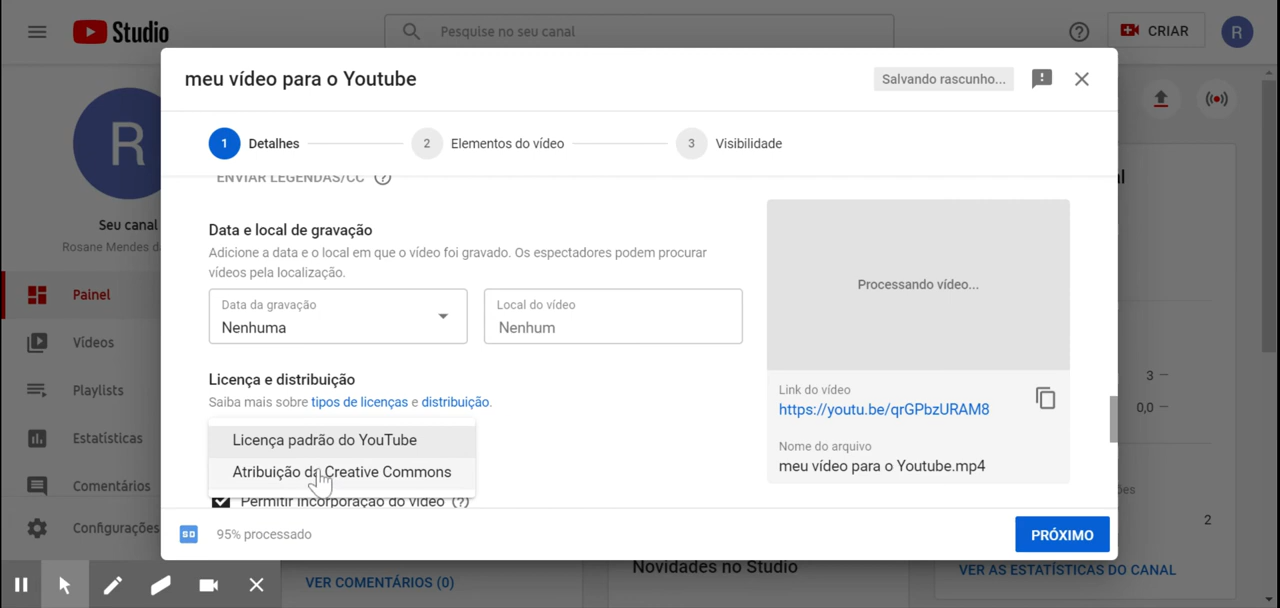 Studio
Pesquise no seu canal
CRIAR
R
meu vídeo para o Youtube
Salvando rascunho...
1 Detalhes
2 Elementos do vídeo
3 Visibilidade
R
Seu canal
Rosane Mendes d
Painel
Vídeos
Playlists
Estatísticas
Comentários
Configurações
ENVIAR LEGENDAS/CC
Data e local de gravação
Adicione a data e o local em que o vídeo foi gravado. Os espectadores podem procurar
vídeos pela localização.
Data da gravação
Nenhuma
Local do vídeo
Nenhum
Licença e distribuição
Saiba mais sobre tipos de licenças e distribuição.
Licença padrão do YouTube
Atribuição da Creative Commons
Permitir incorporação do vídeo
Processando vídeo...
Link do vídeo
https://youtu.be/qrGPbzURAM8
Nome do arquivo
meu vídeo para o Youtube.mp4
SD
95% processado
PRÓXIMO
al
3 —
0,0 —
ões
2
VER COMENTÁRIOS (0)
Novidades no Studio
VER AS ESTATÍSTICAS DO CANAL